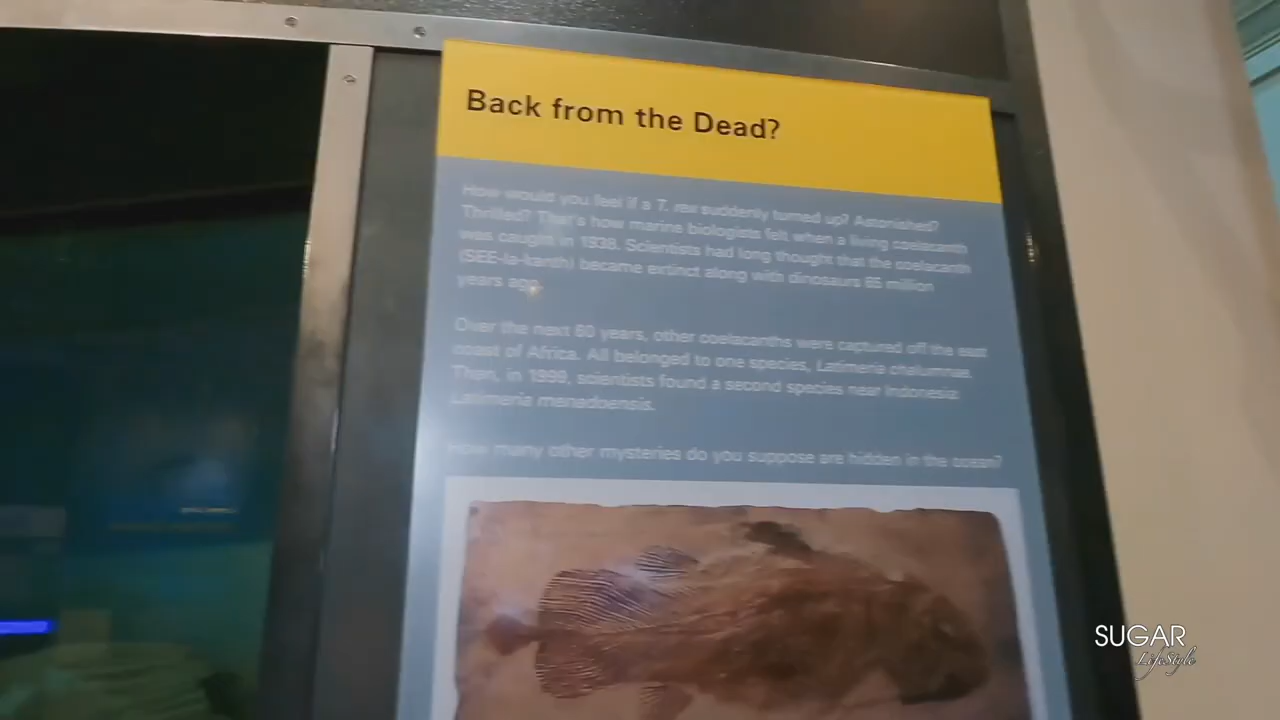 Back from the Dead?
How would you feel if a T. rex suddenly turned up? Astonished?
Thrilled? That's how marine biologists felt when a living coelacanth
was caught in 1938. Scientists had long thought that the coelacanth
(SEE-la-kanth) became extinct along with dinosaurs 65 million
years ago.
Over the next 60 years, other coelacanths were captured off the east
coast of Africa. All belonged to one species, Latimeria chalumnae.
Then, in 1999, scientists found a second species near Indonesia:
Latimeria menadoensis.
How many other mysteries do you suppose are hidden in the ocean?
SUGAR
LifeStyle